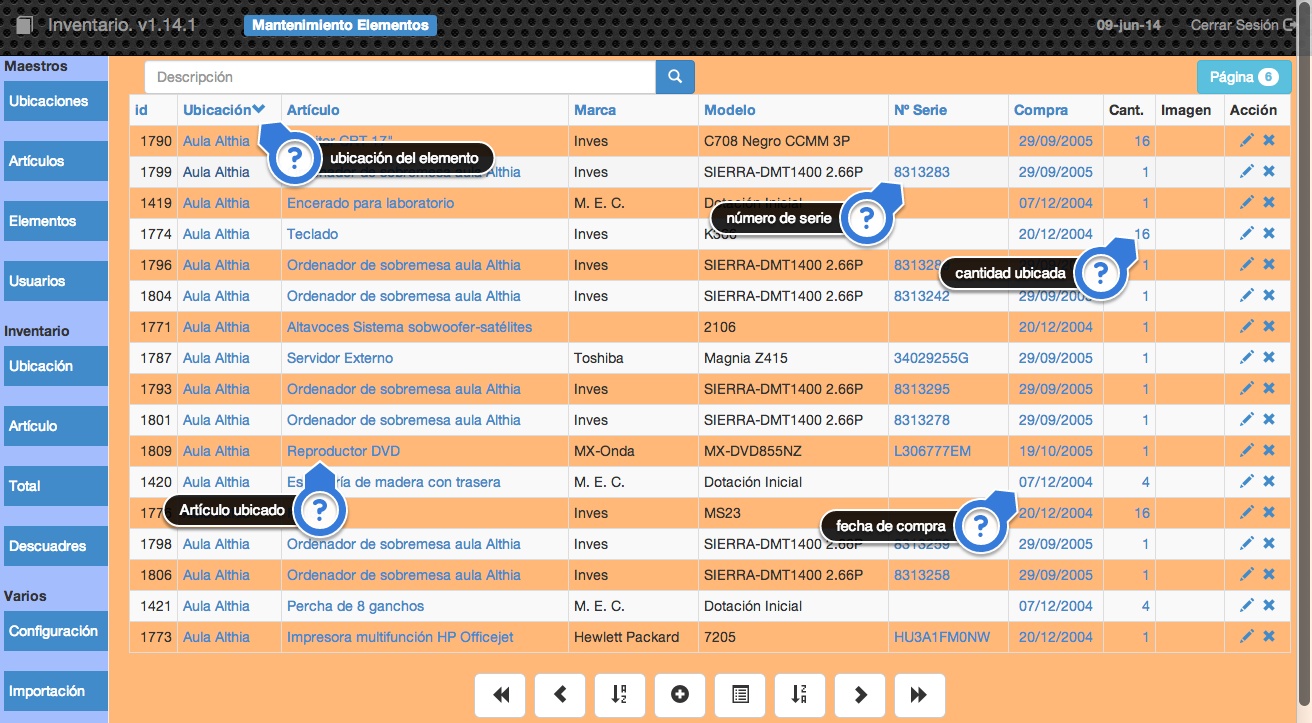 Inventario. v1.14.1 Mantenimiento Elementos 09-jun-14 Cerrar Sesión
Maestros
Ubicaciones
Artículos
Elementos
Usuarios
Inventario
Ubicación
Artículo
Total
Descuadres
Varios
Configuración
Importación
Descripción Página 6
id Ubicación Artículo Marca Modelo Nº Serie Compra Cant. Imagen Acción
1790 Aula Althia CRT 17" Inves C708 Negro CCMM 3P 29/09/2005 16
ubicación del elemento
1799 Aula Althia de sobremesa aula Althia Inves SIERRA-DMT1400 2.66P 8313283 29/09/2005 1
1419 Aula Althia Encerado para laboratorio M. E. C. Dotación Inicial 07/12/2004 1
número de serie
1774 Aula Althia Teclado Inves 20/12/2004 16
1796 Aula Althia Ordenador de sobremesa aula Althia Inves SIERRA-DMT1400 2.66P 1
cantidad ubicada
1804 Aula Althia Ordenador de sobremesa aula Althia Inves SIERRA-DMT1400 2.66P 8313242 29/09/2005 1
1771 Aula Althia Altavoces Sistema sobwoofer-satélites 2106 20/12/2004 1
1787 Aula Althia Servidor Externo Toshiba Magnia Z415 34029255G 29/09/2005 1
1793 Aula Althia Ordenador de sobremesa aula Althia Inves SIERRA-DMT1400 2.66P 8313295 29/09/2005 1
1801 Aula Althia Ordenador de sobremesa aula Althia Inves SIERRA-DMT1400 2.66P 8313278 29/09/2005 1
1809 Aula Althia Reproductor DVD MX-Onda MX-DVD855NZ L306777EM 19/10/2005 1
1420 Aula Althia de madera con trasera M. E. C. Dotación Inicial 07/12/2004 4
Artículo ubicado
Inves MS23 20/12/2004 16
fecha de compra
1798 Aula Althia Ordenador de sobremesa aula Althia Inves SIERRA-DMT1400 2.66P 8313259 29/09/2005 1
1806 Aula Althia Ordenador de sobremesa aula Althia Inves SIERRA-DMT1400 2.66P 8313258 29/09/2005 1
1421 Aula Althia Percha de 8 ganchos M. E. C. Dotación Inicial 07/12/2004 4
1773 Aula Althia Impresora multifunción HP Officejet Hewlett Packard 7205 HU3A1FM0NW 20/12/2004 1